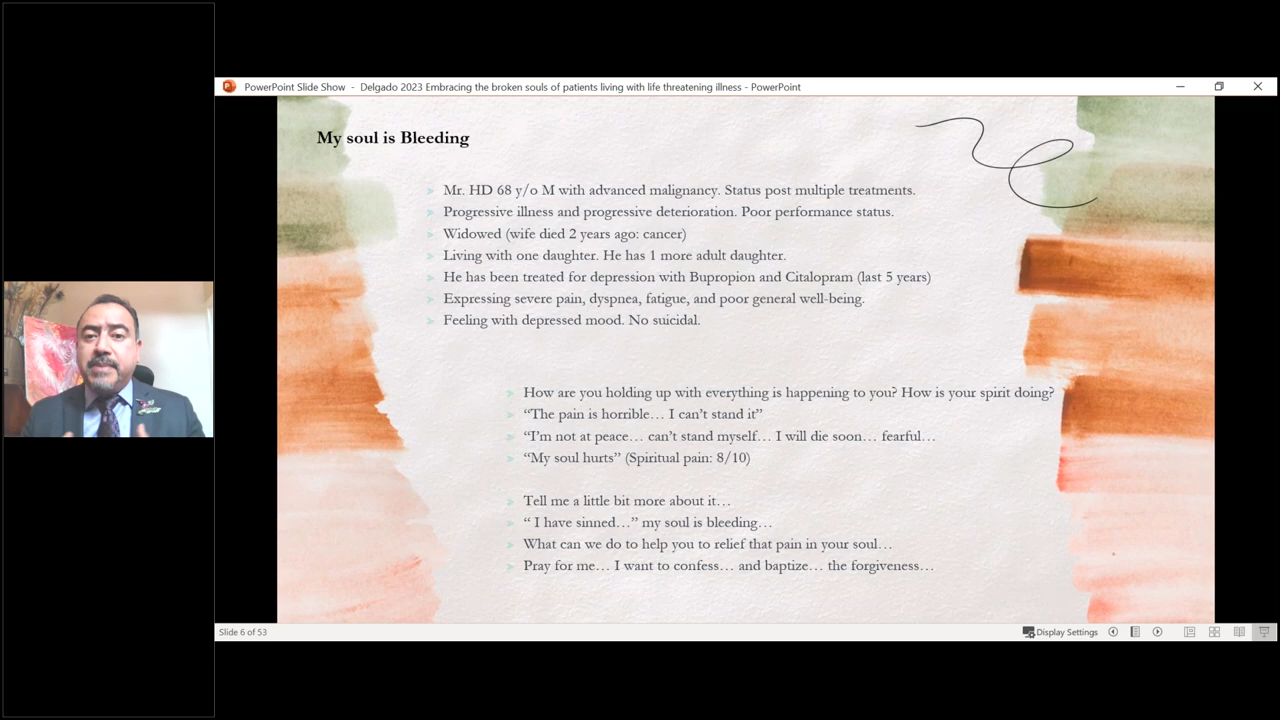 PowerPoint Slide Show - Delgado 2023 Embracing the broken souls of patients living with life threatening illness - PowerPoint
My soul is Bleeding
Mr. HD 68 y/o M with advanced malignancy. Status post multiple treatments.
Progressive illness and progressive deterioration. Poor performance status.
Widowed (wife died 2 years ago: cancer)
Living with one daughter. He has 1 more adult daughter.
He has been treated for depression with Bupropion and Citalopram (last 5 years)
Expressing severe pain, dyspnea, fatigue, and poor general well-being.
Feeling with depressed mood. No suicidal.
How are you holding up with everything is happening to you? How is your spirit doing?
“The pain is horrible… I can’t stand it”
“I’m not at peace… can’t stand myself… I will die soon… fearful…
“My soul hurts” (Spiritual pain: 8/10)
Tell me a little bit more about it…
“ I have sinned…” my soul is bleeding…
What can we do to help you to relief that pain in your soul…
Pray for me… I want to confess… and baptize… the forgiveness…
Slide 6 of 53
Display Settings